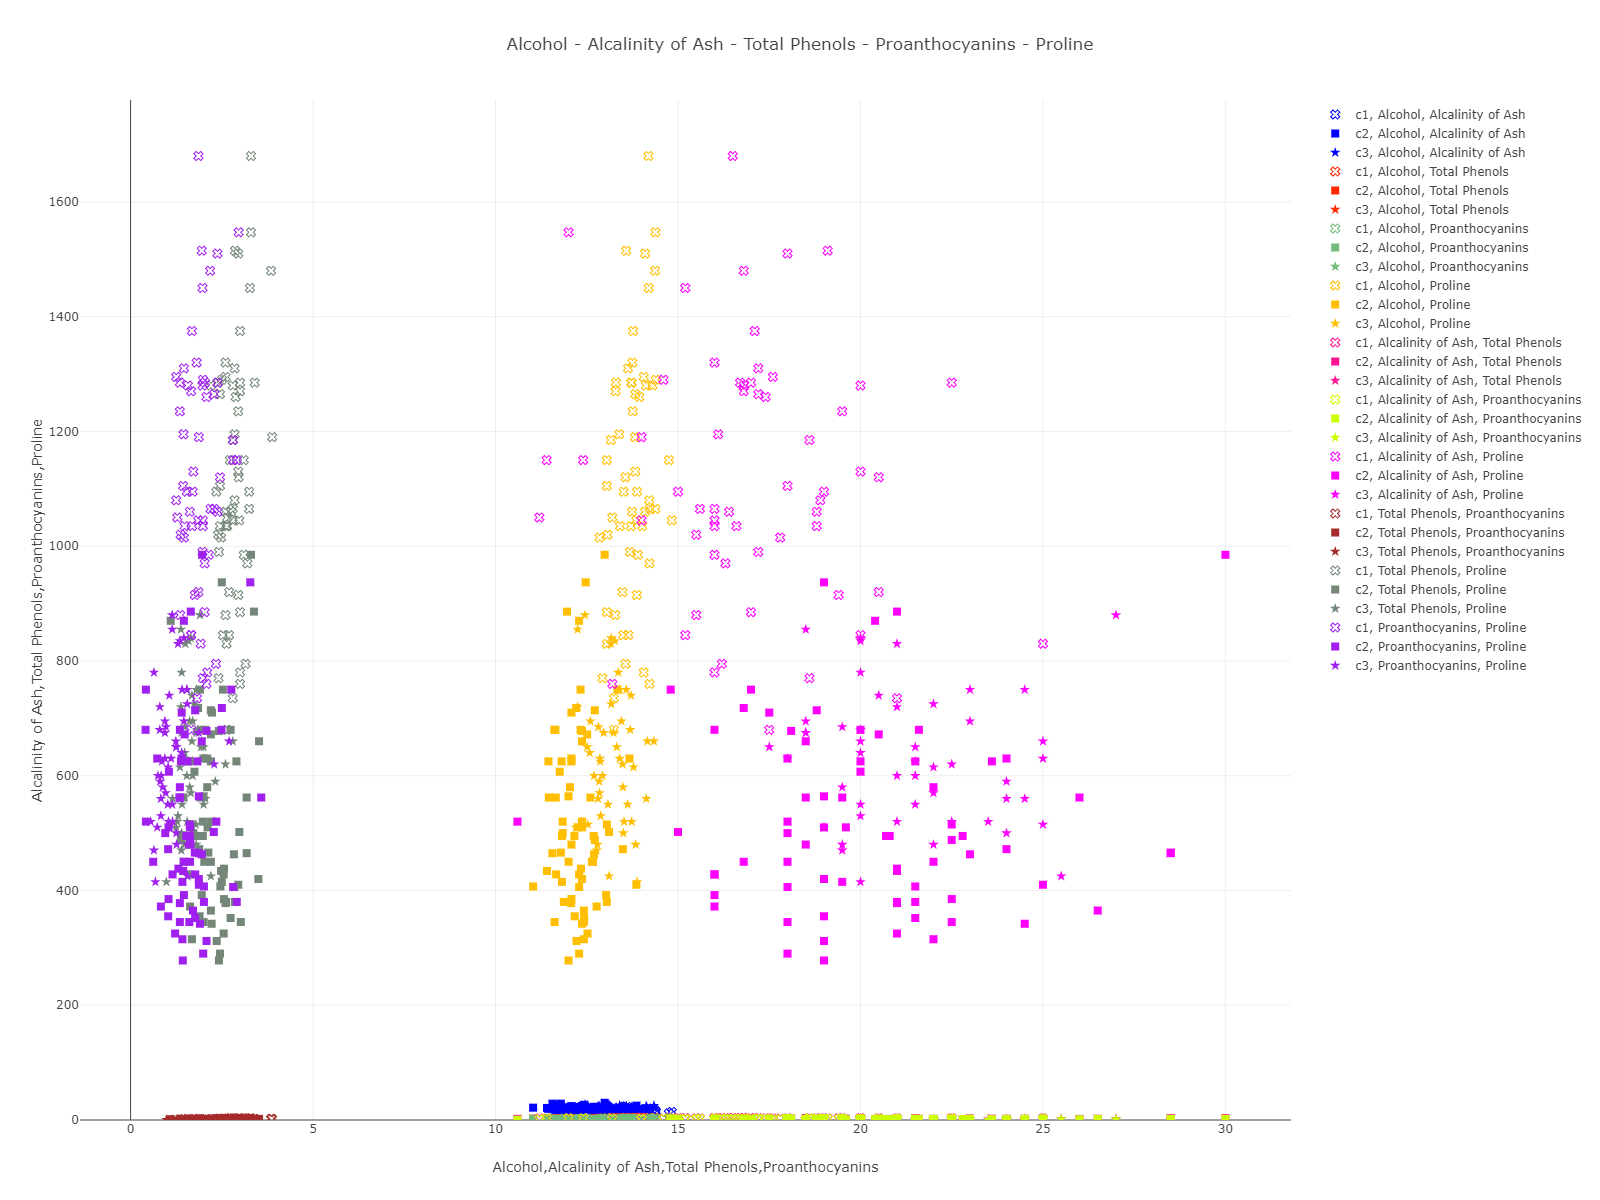 Alcohol - Alcalinity of Ash - Total Phenols - Proanthocyanins - Proline
Alcalinity of Ash,Total Phenols,Proanthocyanins,Proline
1600
1400
1200
1000
800
600
400
200
0
0 5 10 15 20 25 30
Alcohol,Alcalinity of Ash,Total Phenols,Proanthocyanins
c1, Alcohol, Alcalinity of Ash
c2, Alcohol, Alcalinity of Ash
c3, Alcohol, Alcalinity of Ash
c1, Alcohol, Total Phenols
c2, Alcohol, Total Phenols
c3, Alcohol, Total Phenols
c1, Alcohol, Proanthocyanins
c2, Alcohol, Proanthocyanins
c3, Alcohol, Proanthocyanins
c1, Alcohol, Proline
c2, Alcohol, Proline
c3, Alcohol, Proline
c1, Alcalinity of Ash, Total Phenols
c2, Alcalinity of Ash, Total Phenols
c3, Alcalinity of Ash, Total Phenols
c1, Alcalinity of Ash, Proanthocyanins
c2, Alcalinity of Ash, Proanthocyanins
c3, Alcalinity of Ash, Proanthocyanins
c1, Alcalinity of Ash, Proline
c2, Alcalinity of Ash, Proline
c3, Alcalinity of Ash, Proline
c1, Total Phenols, Proanthocyanins
c2, Total Phenols, Proanthocyanins
c3, Total Phenols, Proanthocyanins
c1, Total Phenols, Proline
c2, Total Phenols, Proline
c3, Total Phenols, Proline
c1, Proanthocyanins, Proline
c2, Proanthocyanins, Proline
c3, Proanthocyanins, Proline